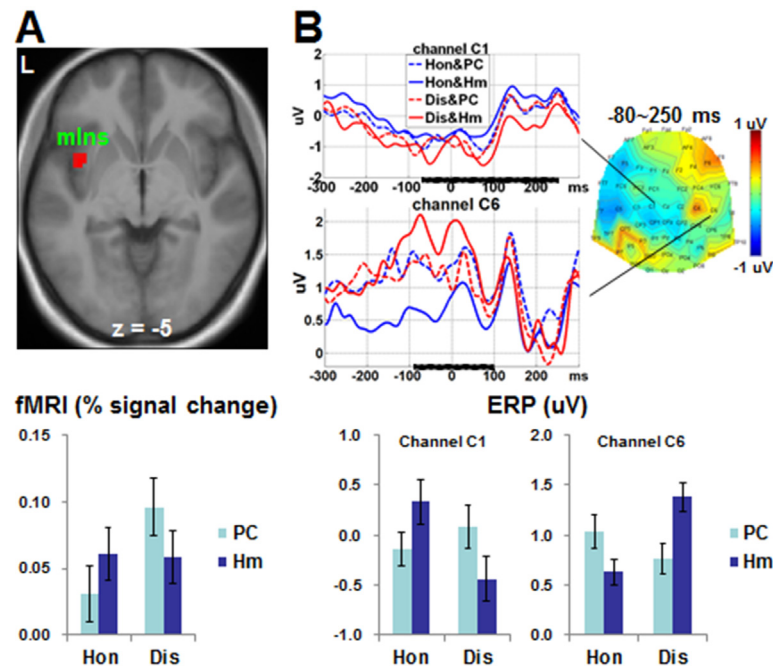 A
B
L
mIns
z = -5
channel C1
Hon&PC
Hon&Hm
Dis&PC
Dis&Hm
uV
2
1
0
-1
-2
-300 -200 -100 0 100 200 ms
channel C6
uV
2
1.5
1
0.5
0
-300 -200 -100 0 100 200 ms
-80~250 ms
1 uV
-1 uV
fMRI (% signal change)
0.15
0.10
0.05
0.00
Hon Dis
PC
Hm
ERP (uV)
Channel C1
1.0
0.5
0.0
-0.5
-1.0
Hon Dis
Channel C6
2.0
1.5
1.0
0.5
0.0
Hon Dis
PC
Hm